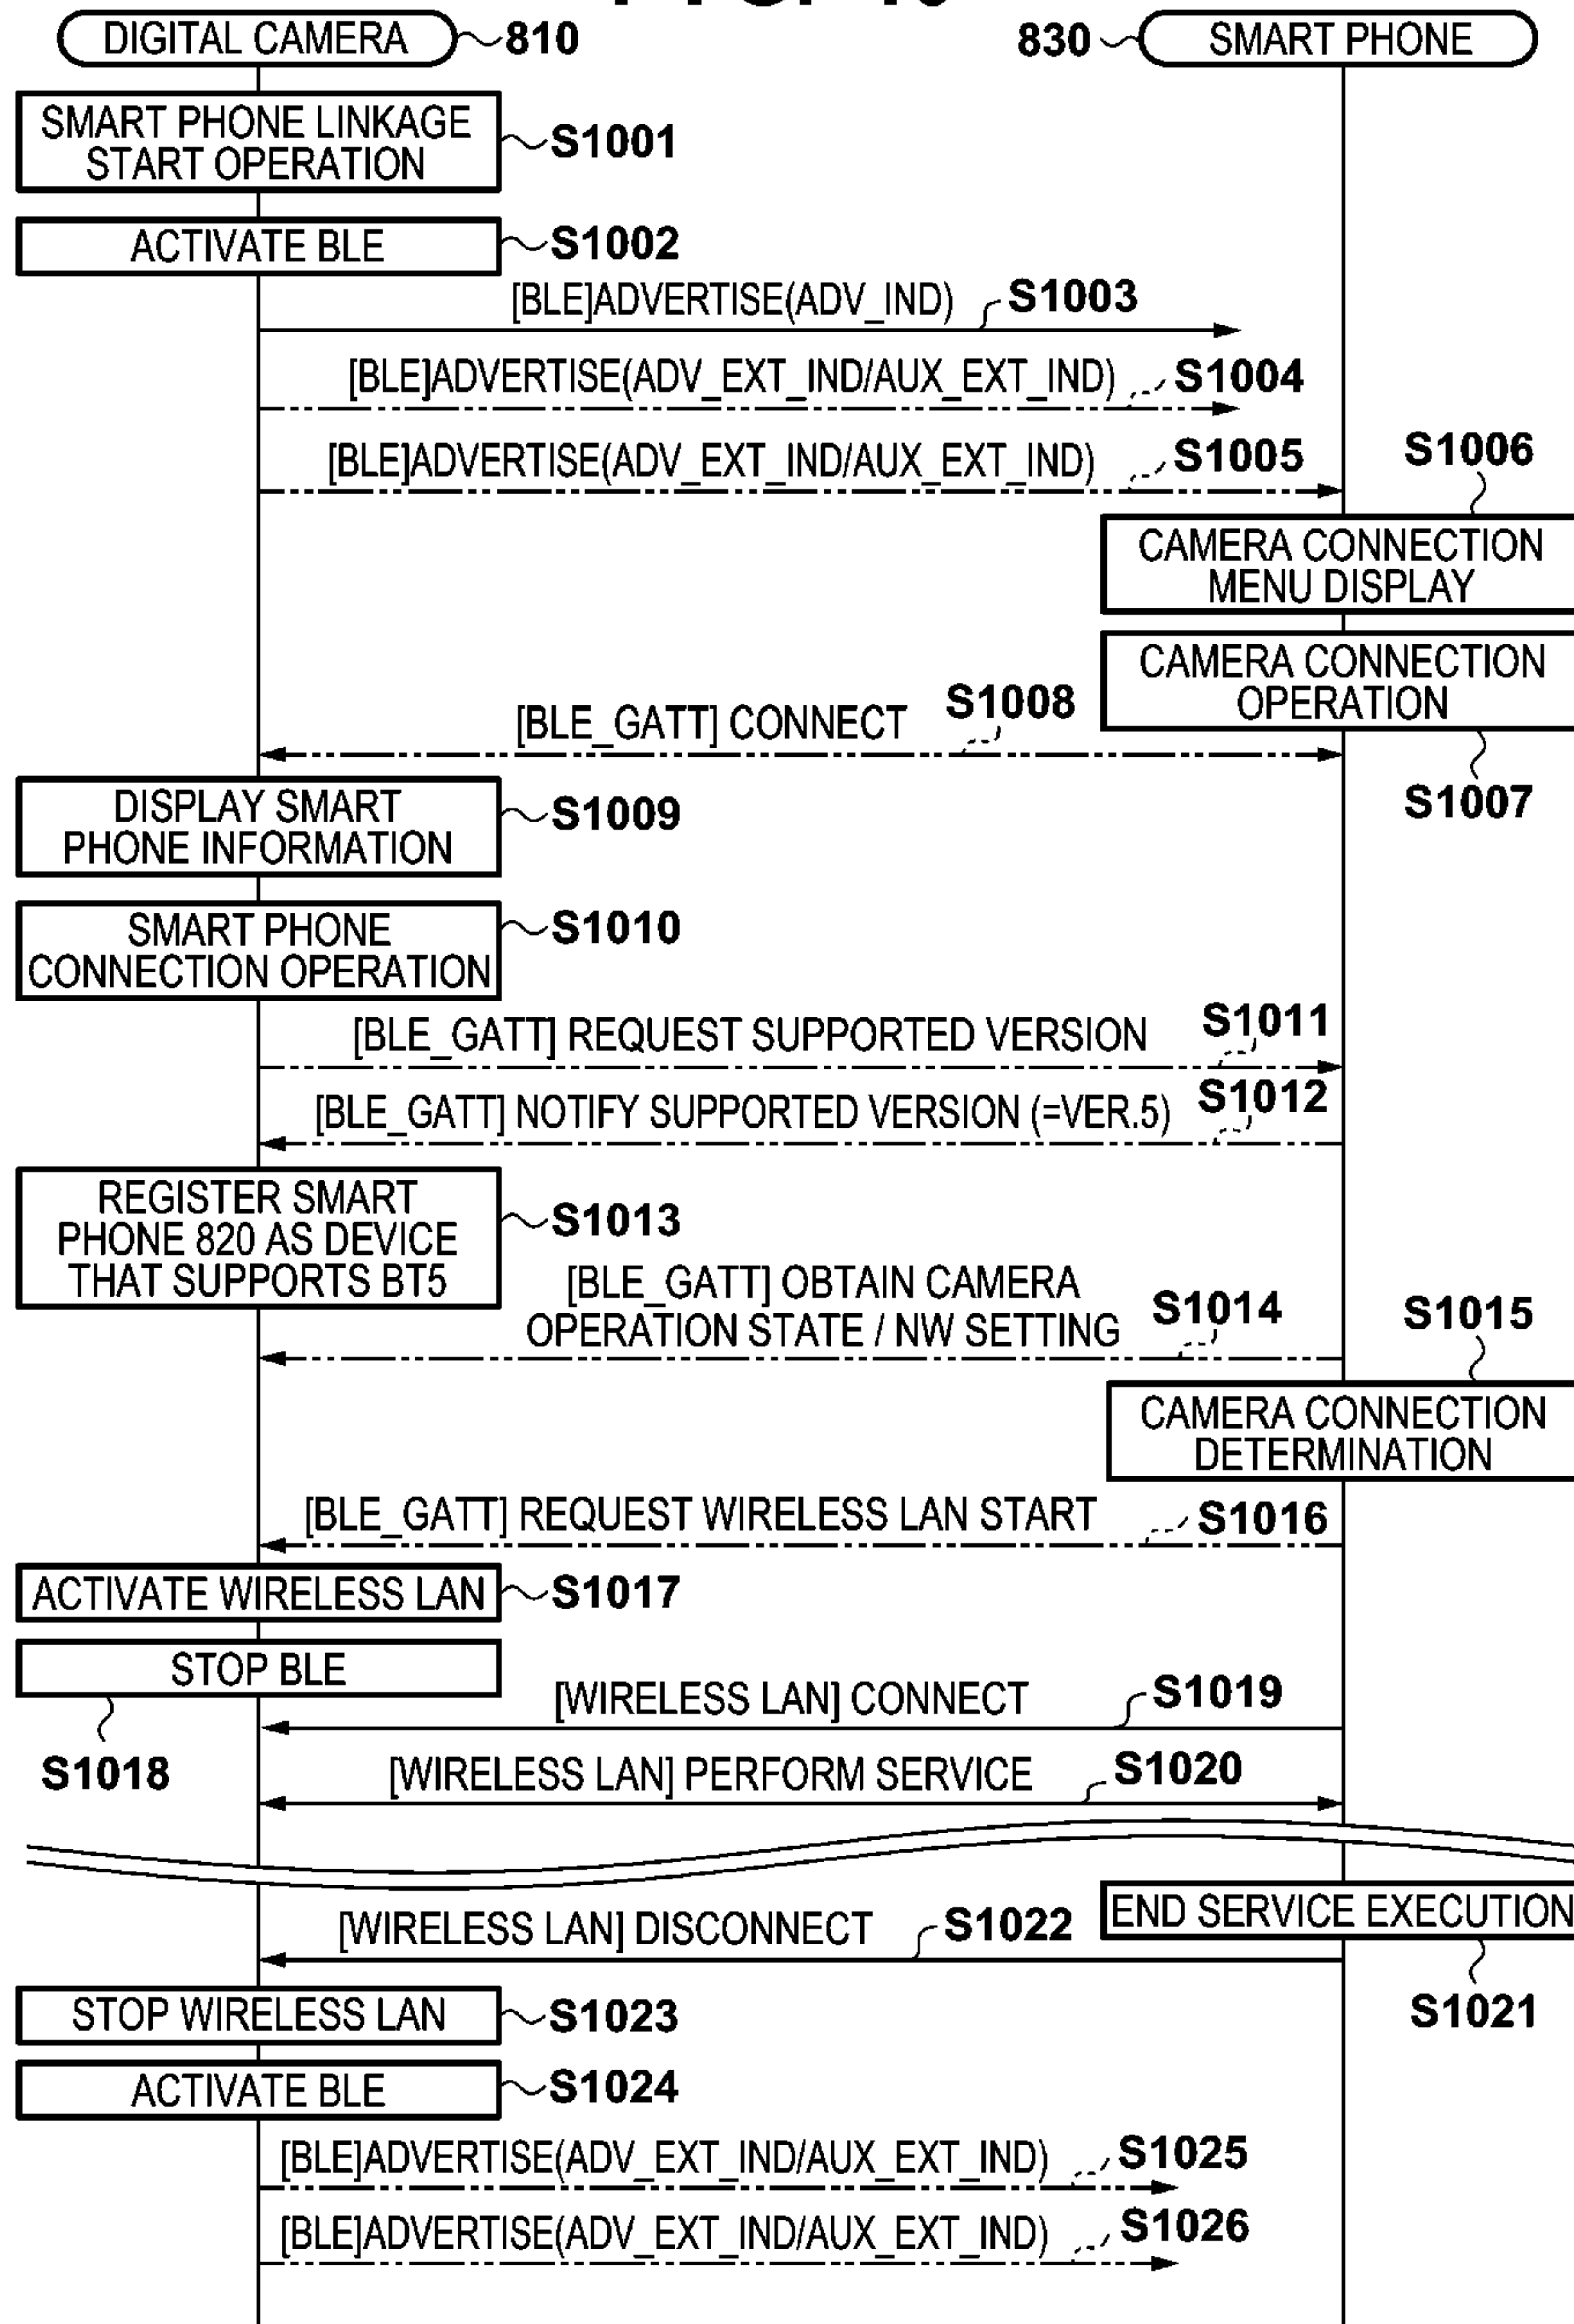 DIGITAL CAMERA
810
830
SMART PHONE
SMART PHONE LINKAGE
START OPERATION
S1001
ACTIVATE BLE
S1002
[BLE]ADVERTISE(ADV_IND)
S1003
[BLE]ADVERTISE(ADV_EXT_IND/AUX_EXT_IND)
S1004
[BLE]ADVERTISE(ADV_EXT_IND/AUX_EXT_IND)
S1005
S1006
CAMERA CONNECTION
MENU DISPLAY
CAMERA CONNECTION
OPERATION
S1007
[BLE_GATT] CONNECT
S1008
DISPLAY SMART
PHONE INFORMATION
S1009
SMART PHONE
CONNECTION OPERATION
S1010
[BLE_GATT] REQUEST SUPPORTED VERSION
S1011
[BLE_GATT] NOTIFY SUPPORTED VERSION (=VER.5)
S1012
REGISTER SMART
PHONE 820 AS DEVICE
THAT SUPPORTS BT5
S1013
[BLE_GATT] OBTAIN CAMERA
OPERATION STATE / NW SETTING
S1014
S1015
CAMERA CONNECTION
DETERMINATION
[BLE_GATT] REQUEST WIRELESS LAN START
S1016
ACTIVATE WIRELESS LAN
S1017
STOP BLE
S1018
[WIRELESS LAN] CONNECT
S1019
[WIRELESS LAN] PERFORM SERVICE
S1020
END SERVICE EXECUTION
S1021
[WIRELESS LAN] DISCONNECT
S1022
STOP WIRELESS LAN
S1023
ACTIVATE BLE
S1024
[BLE]ADVERTISE(ADV_EXT_IND/AUX_EXT_IND)
S1025
[BLE]ADVERTISE(ADV_EXT_IND/AUX_EXT_IND)
S1026